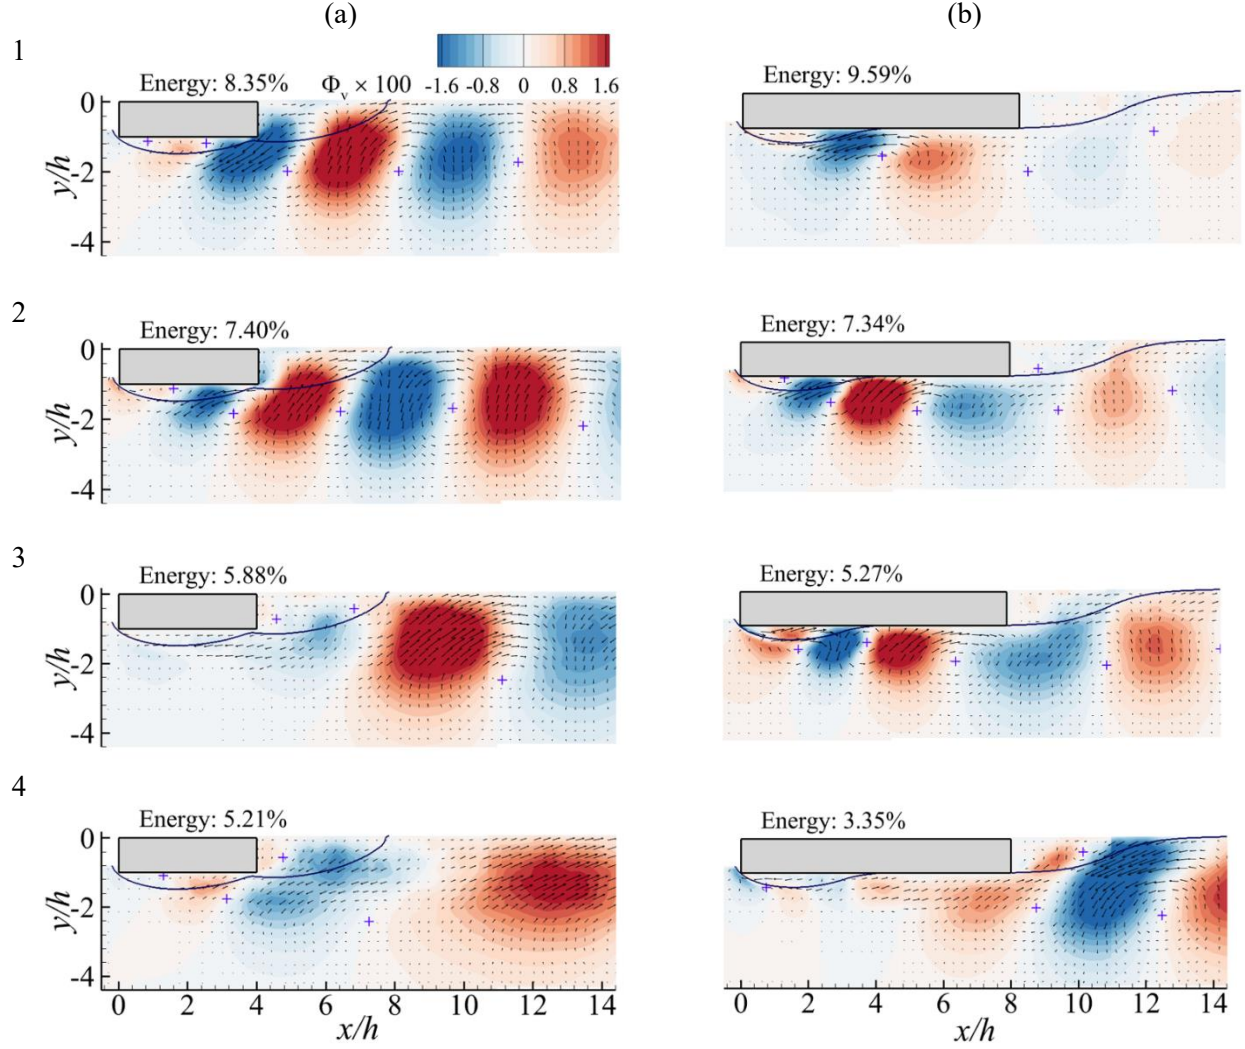 (a) (b)
1
Energy: 8.35% Φv × 100 -1.6 -0.8 0 0.8 1.6 Energy: 9.59%
0
-2
-4
y/h
2
Energy: 7.40% Energy: 7.34%
0
-2
-4
y/h
3
Energy: 5.88% Energy: 5.27%
0
-2
-4
y/h
4
Energy: 5.21% Energy: 3.35%
0
-2
-4
y/h
0 2 4 6 8 10 12 14 0 2 4 6 8 10 12 14
x/h x/h